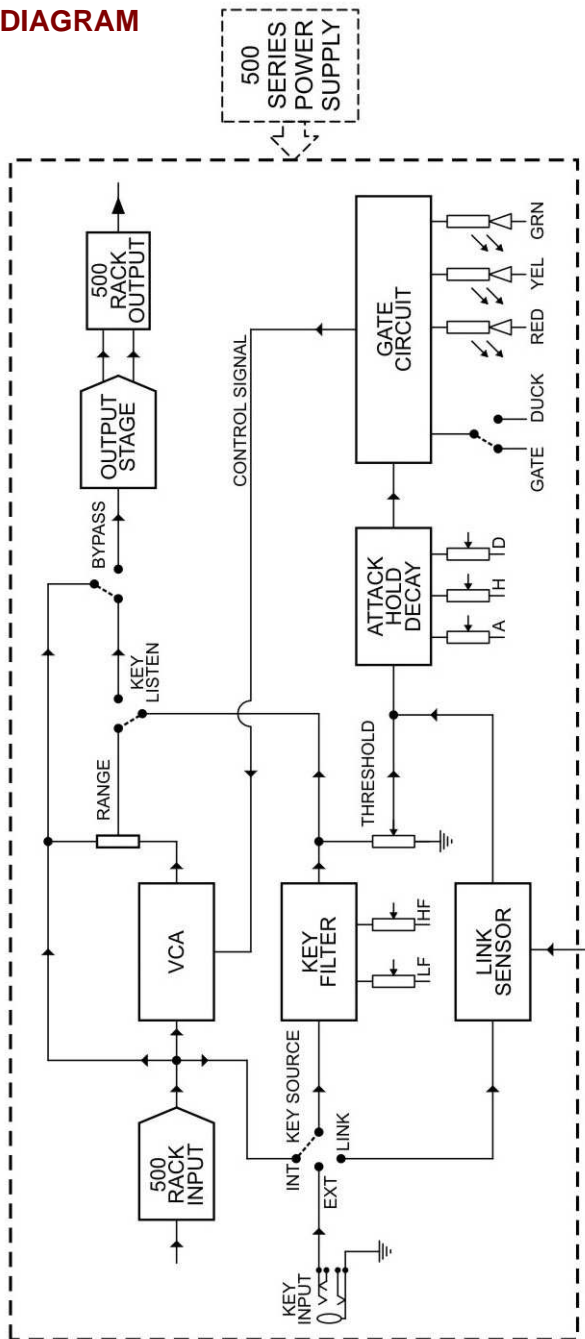 DIAGRAM
500
SERIES
POWER
SUPPLY
500
RACK
INPUT
VCA
RANGE
KEY
LISTEN
BYPASS
OUTPUT
STAGE
500
RACK
OUTPUT
CONTROL SIGNAL
KEY
INPUT
INT
EXT
LINK
KEY SOURCE
KEY
FILTER
LF
HF
THRESHOLD
LINK
SENSOR
ATTACK
HOLD
DECAY
A
H
D
GATE
CIRCUIT
GATE
DUCK
RED
YEL
GRN